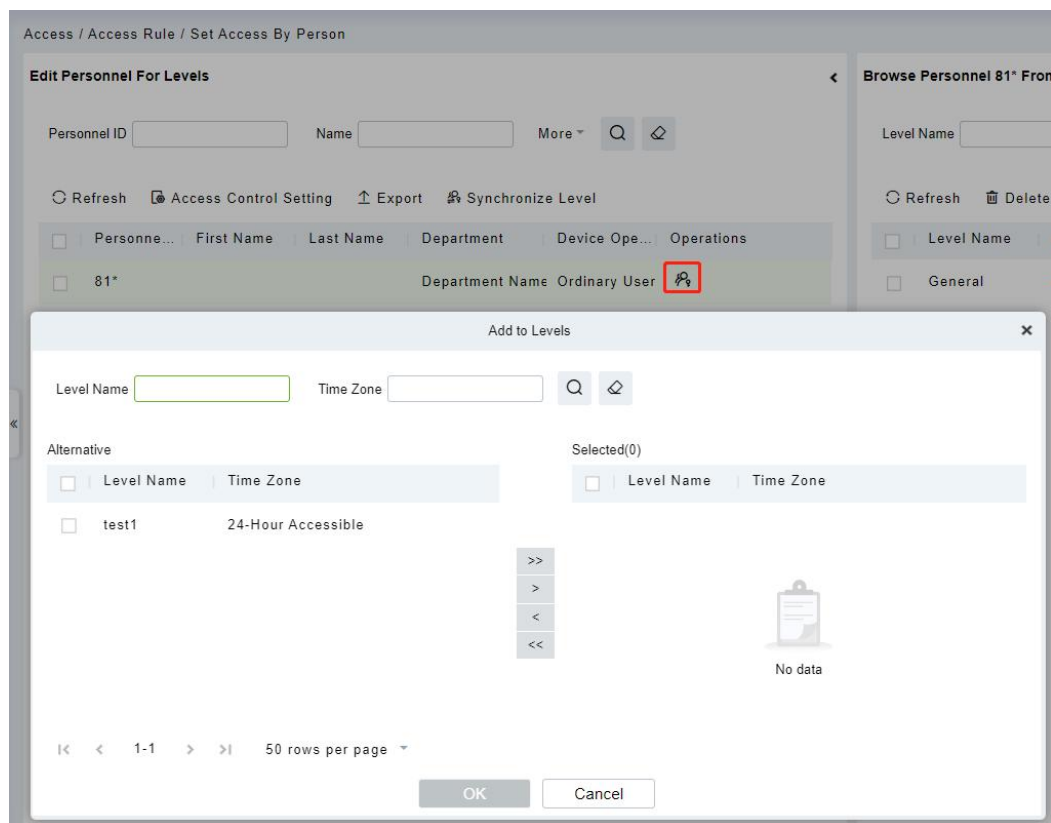 Access / Access Rule / Set Access By Person
Edit Personnel For Levels
Browse Personnel 81* From
Personnel ID Name More
Level Name
Refresh Access Control Setting Export Synchronize Level
Refresh Delete
Personne... First Name Last Name Department Device Ope... Operations
Level Name
81* Department Name Ordinary User
General
Add to Levels
Level Name Time Zone
Alternative
Selected(0)
Level Name Time Zone
Level Name Time Zone
test1 24-Hour Accessible
>>
>
<
<<
No data
1-1 50 rows per page
OK Cancel